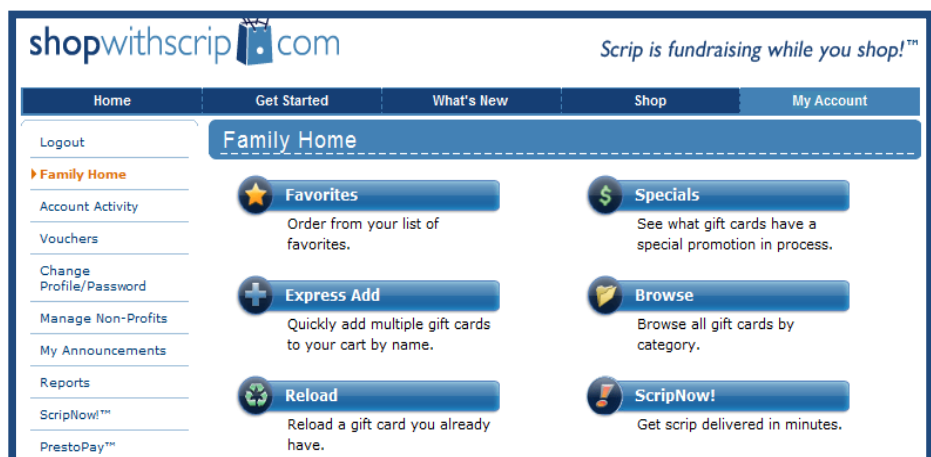 shopwithscrip.com
Scrip is fundraising while you shop!™
Home Get Started What's New Shop My Account
Logout
Family Home
Account Activity
Vouchers
Change
Profile/Password
Manage Non-Profits
My Announcements
Reports
ScripNow!™
PrestoPay™
Family Home
Favorites
Order from your list of
favorites.
Specials
See what gift cards have a
special promotion in process.
Express Add
Quickly add multiple gift cards
to your cart by name.
Browse
Browse all gift cards by
category.
Reload
Reload a gift card you already
have.
ScripNow!
Get scrip delivered in minutes.